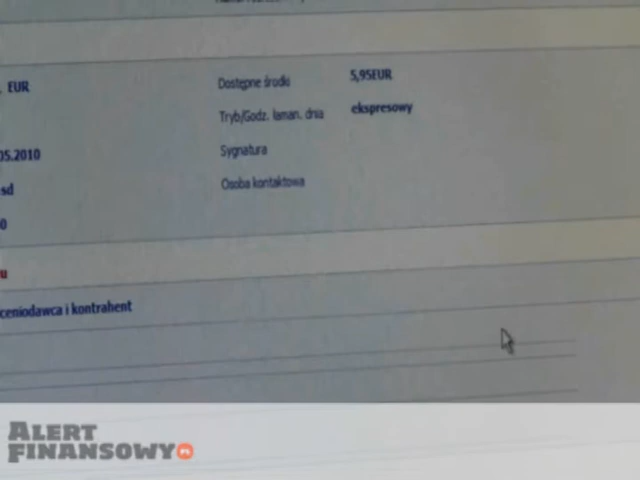 EUR
Dostępne środki 5,95EUR
Tryb/Godz. łaman. dnia ekspresowy
05.2010
Sygnatura
sd
Osoba kontaktowa
0
u
ceniodawca i kontrahent
ALERT
FINANSOWY